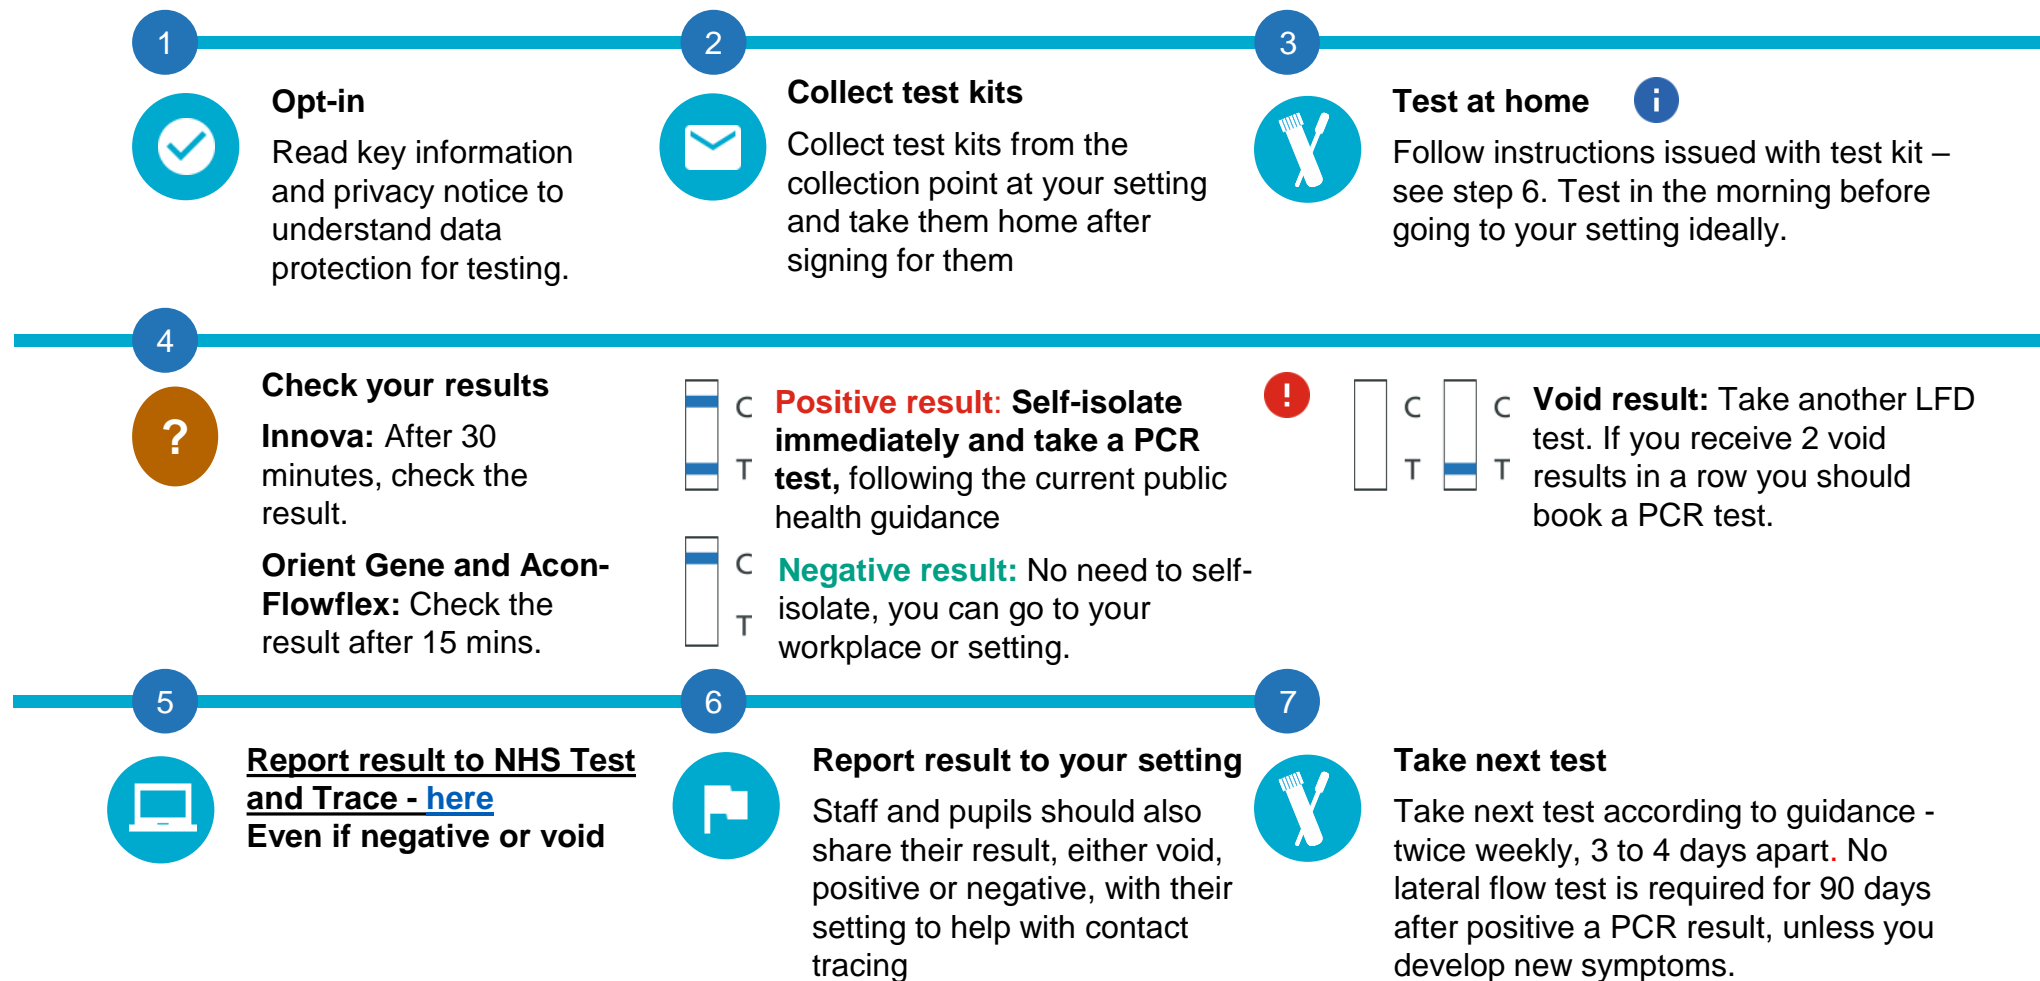 1
2
3
Opt-in
Read key information
and privacy notice to
understand data
protection for testing.
Collect test kits
Collect test kits from the
collection point at your setting
and take them home after
signing for them
Test at home
i
Follow instructions issued with test kit –
see step 6. Test in the morning before
going to your setting ideally.
4
?
Check your results
Innova: After 30
minutes, check the
result.
Orient Gene and Acon-
Flowflex: Check the
result after 15 mins.
C
T
Positive result: Self-isolate
immediately and take a PCR
test, following the current public
health guidance
C
T
Negative result: No need to self-
isolate, you can go to your
workplace or setting.
!
C
T
C
T
Void result: Take another LFD
test. If you receive 2 void
results in a row you should
book a PCR test.
5
6
7
Report result to NHS Test
and Trace - here
Even if negative or void
Report result to your setting
Staff and pupils should also
share their result, either void,
positive or negative, with their
setting to help with contact
tracing
Take next test
Take next test according to guidance -
twice weekly, 3 to 4 days apart. No
lateral flow test is required for 90 days
after positive a PCR result, unless you
develop new symptoms.